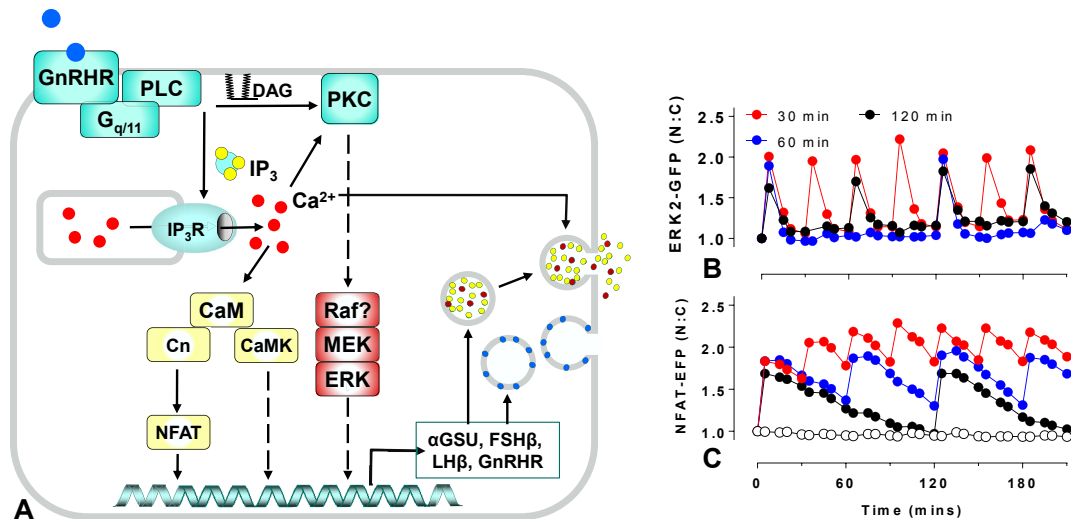 GnRHR
PLC
Gq/11
DAG
PKC
IP3
Ca2+
IP3R
CaM
Cn
CaMK
NFAT
Raf?
MEK
ERK
αGSU, FSHβ,
LHβ, GnRHR
A
ERK2-GFP (N:C)
2.5
2.0
1.5
1.0
30 min
120 min
60 min
B
NFAT-EFP (N:C)
2.5
2.0
1.5
1.0
C
0
60
120
180
Time (mins)